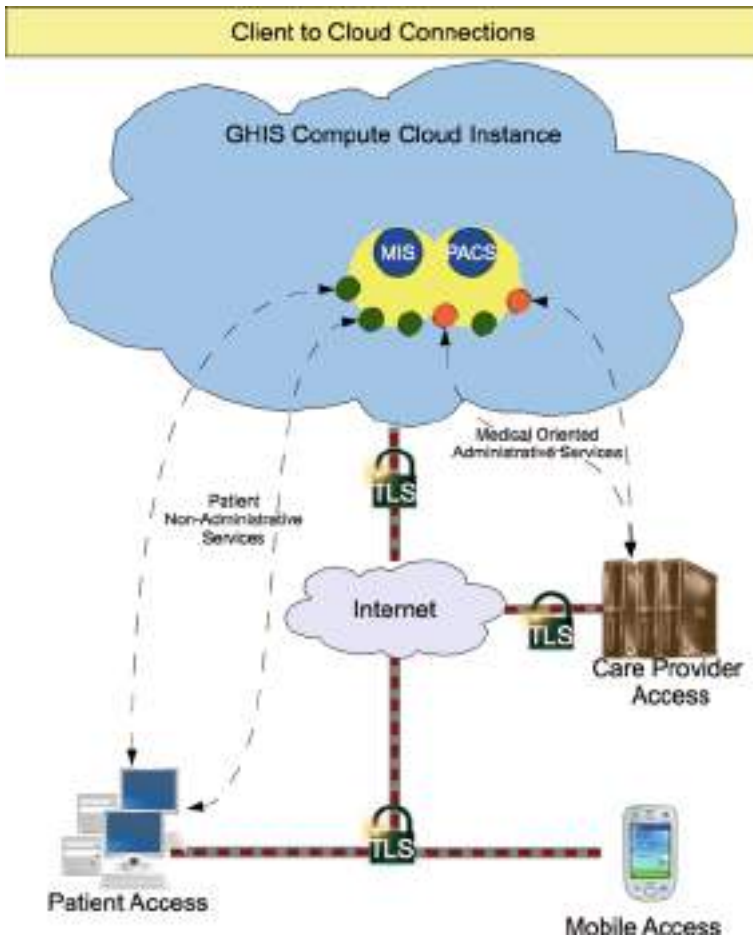 Client to Cloud Connections
GHIS Compute Cloud Instance
MIS
PACS
Medical Oriented
Administrative Services
TLS
Patient
Non-Administrative
Services
Internet
TLS
Care Provider
Access
TLS
Patient Access
Mobile Access